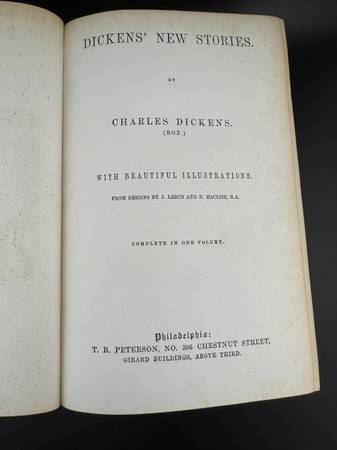 DICKENS' NEW STORIES.
BY
CHARLES DICKENS.
(BOZ.)
WITH BEAUTIFUL ILLUSTRATIONS.
FROM DESIGNS BY J. LEECH AND D. MACLISE, R.A.
COMPLETE IN ONE VOLUME.
Philadelphia:
T. B. PETERSON, NO. 306 CHESTNUT STREET,
GIRARD BUILDINGS, ABOVE THIRD.